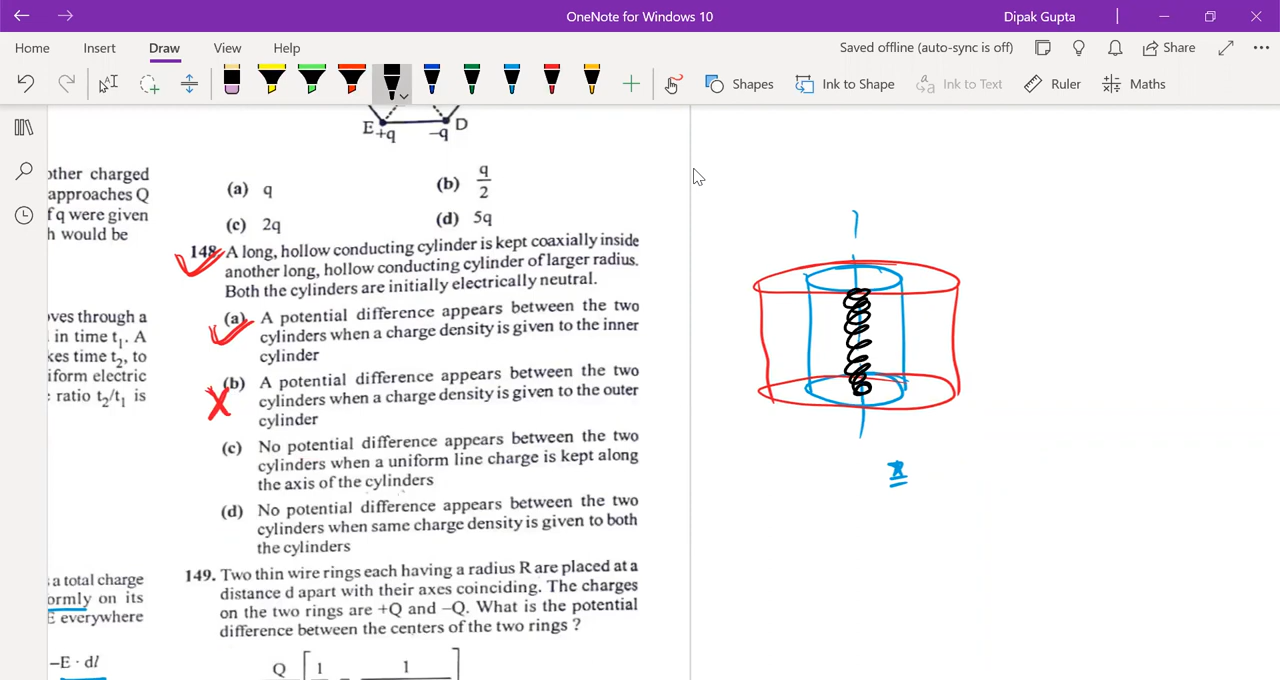 OneNote for Windows 10
Dipak Gupta
Home Insert Draw View Help
Saved offline (auto-sync is off)
Share
Shapes
Ink to Shape
Ink to Text
Ruler
Maths
E +q -q D
other charged
approaches Q
f q were given
h would be
(a) q
(b) q/2
(c) 2q
(d) 5q
148. A long, hollow conducting cylinder is kept coaxially inside
another long, hollow conducting cylinder of larger radius.
Both the cylinders are initially electrically neutral.
(a) A potential difference appears between the two
cylinders when a charge density is given to the inner
cylinder
(b) A potential difference appears between the two
cylinders when a charge density is given to the outer
cylinder
(c) No potential difference appears between the two
cylinders when a uniform line charge is kept along
the axis of the cylinders
(d) No potential difference appears between the two
cylinders when same charge density is given to both
the cylinders
oves through a
in time t₁. A
kes time t₂, to
iform electric
ratio t₂/t₁ is
149. Two thin wire rings each having a radius R are placed at a
distance d apart with their axes coinciding. The charges
on the two rings are +Q and −Q. What is the potential
difference between the centers of the two rings ?
Q [ 1 − 1 ]
s a total charge
ormly on its
E everywhere
−E · dl